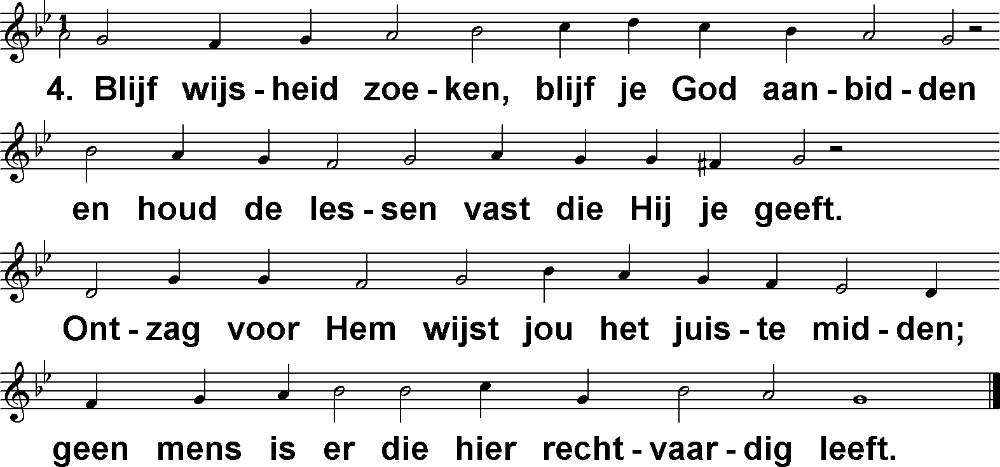 4. Blijf wijs - heid zoe - ken, blijf je God aan - bid - den
en houd de les - sen vast die Hij je geeft.
Ont - zag voor Hem wijst jou het juis - te mid - den;
geen mens is er die hier recht - vaar - dig leeft.